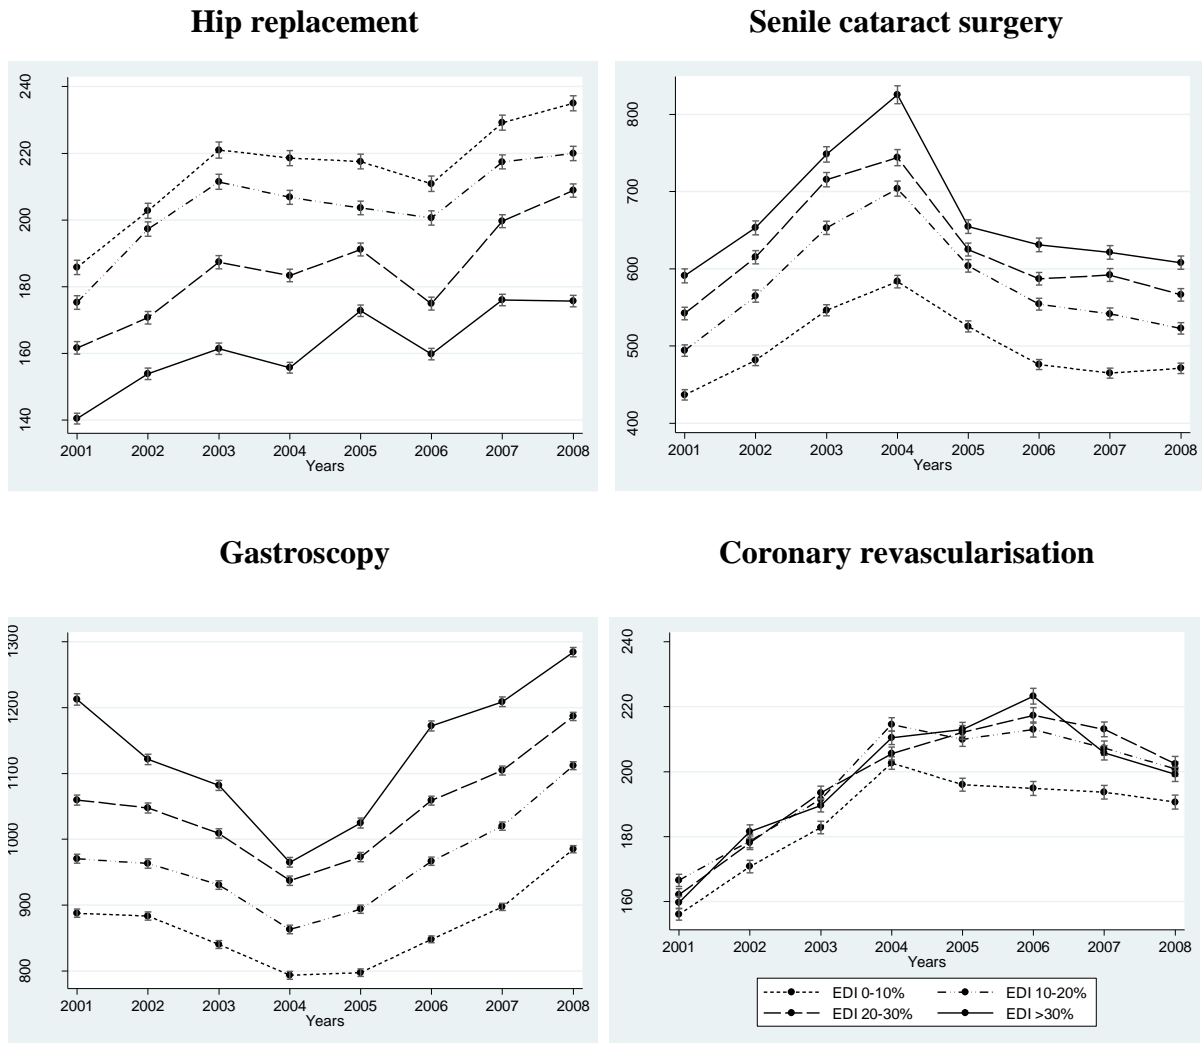 Hip replacement
Senile cataract surgery
240
220
200
180
160
140
2001 2002 2003 2004 2005 2006 2007 2008
Years
800
700
600
500
400
2001 2002 2003 2004 2005 2006 2007 2008
Years
Gastroscopy
Coronary revascularisation
1300
1200
1100
1000
900
800
2001 2002 2003 2004 2005 2006 2007 2008
Years
240
220
200
180
160
2001 2002 2003 2004 2005 2006 2007 2008
Years
EDI 0-10% EDI 10-20%
EDI 20-30% EDI >30%